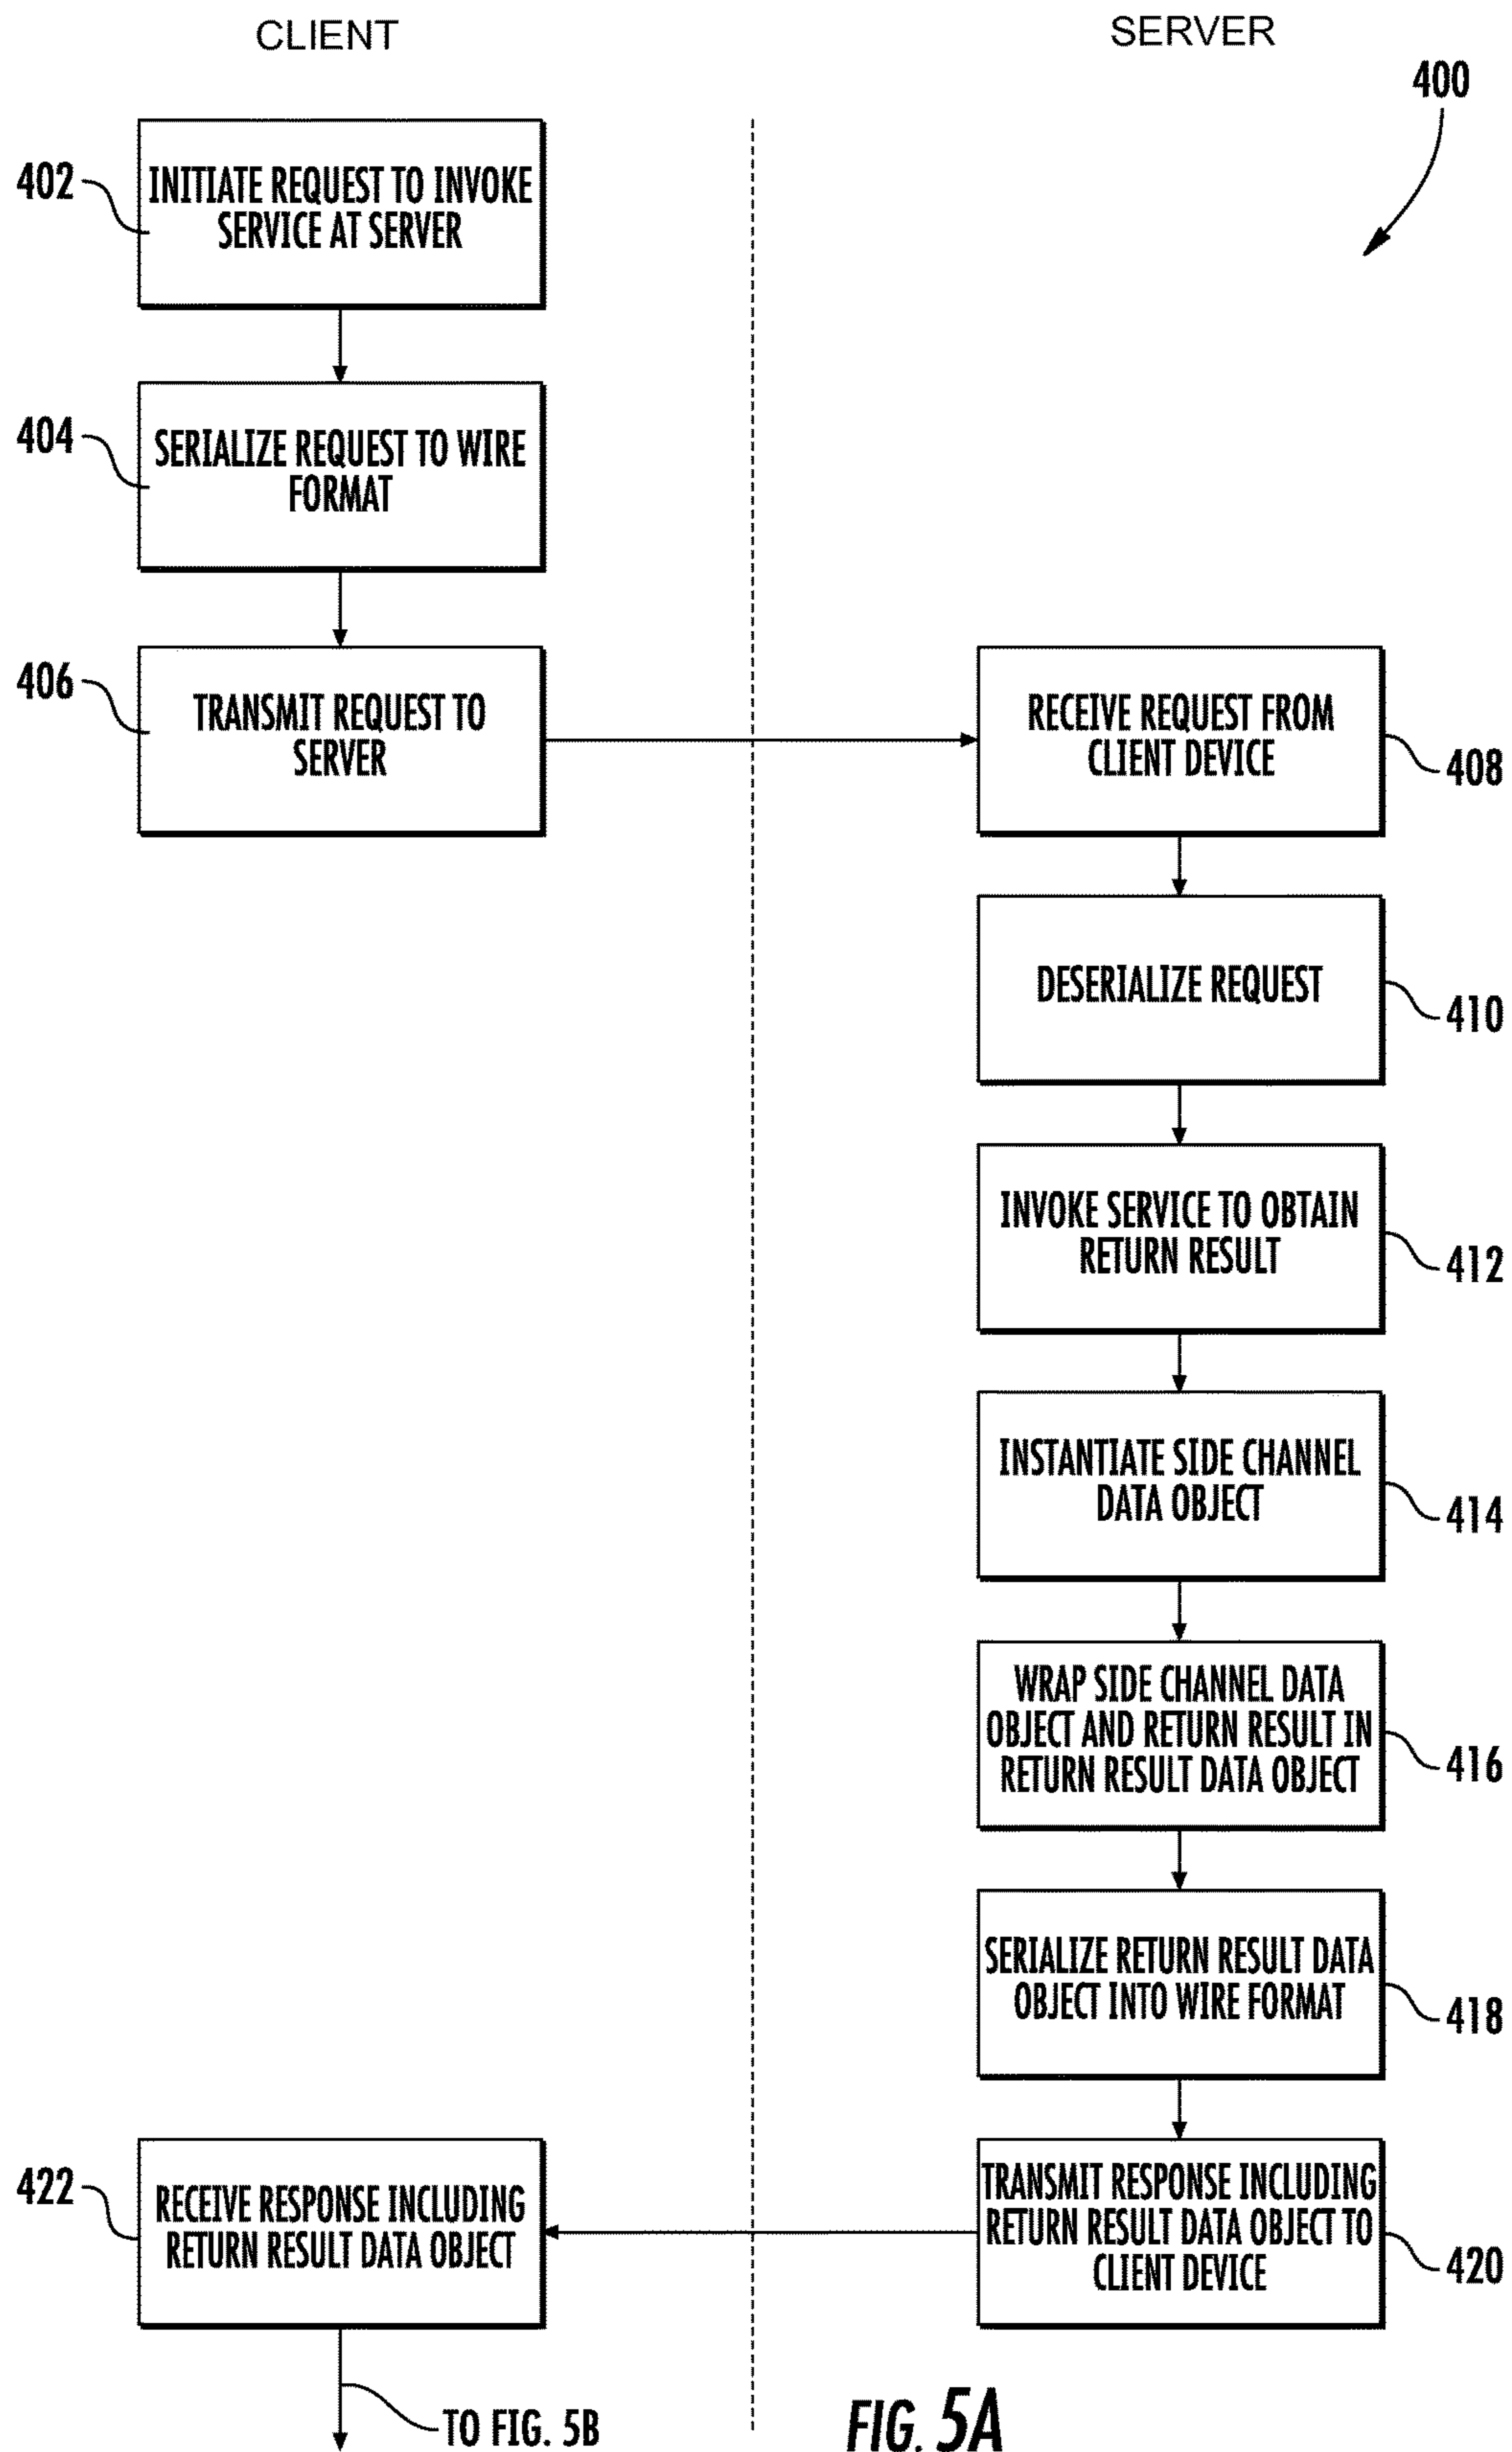 CLIENT
SERVER
400
402
INITIATE REQUEST TO INVOKE
SERVICE AT SERVER
404
SERIALIZE REQUEST TO WIRE
FORMAT
406
TRANSMIT REQUEST TO
SERVER
RECEIVE REQUEST FROM
CLIENT DEVICE
408
DESERIALIZE REQUEST
410
INVOKE SERVICE TO OBTAIN
RETURN RESULT
412
INSTANTIATE SIDE CHANNEL
DATA OBJECT
414
WRAP SIDE CHANNEL DATA
OBJECT AND RETURN RESULT IN
RETURN RESULT DATA OBJECT
416
SERIALIZE RETURN RESULT DATA
OBJECT INTO WIRE FORMAT
418
TRANSMIT RESPONSE INCLUDING
RETURN RESULT DATA OBJECT TO
CLIENT DEVICE
420
422
RECEIVE RESPONSE INCLUDING
RETURN RESULT DATA OBJECT
TO FIG. 5B
FIG. 5A